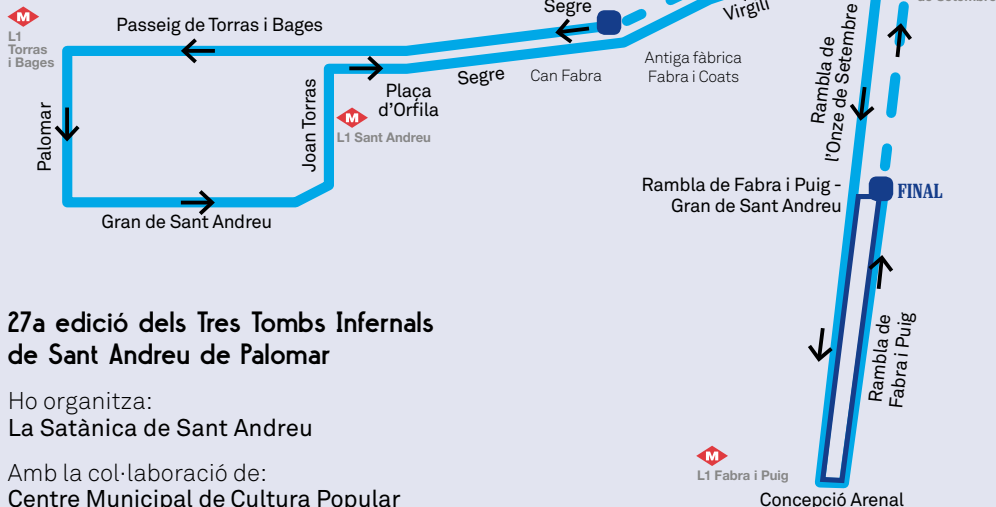 M
L1
Torras
i Bages
Passeig de Torras i Bages
Segre
Virgili
de Setembre
Palomar
Joan Torras
Plaça
d'Orfila
Segre
Can Fabra
Antiga fàbrica
Fabra i Coats
M
L1 Sant Andreu
Rambla de
l'Onze de Setembre
Gran de Sant Andreu
Rambla de Fabra i Puig -
Gran de Sant Andreu
FINAL
Rambla de
Fabra i Puig
27a edició dels Tres Tombs Infernals
de Sant Andreu de Palomar
Ho organitza:
La Satànica de Sant Andreu
Amb la col·laboració de:
Centre Municipal de Cultura Popular
M
L1 Fabra i Puig
Concepció Arenal